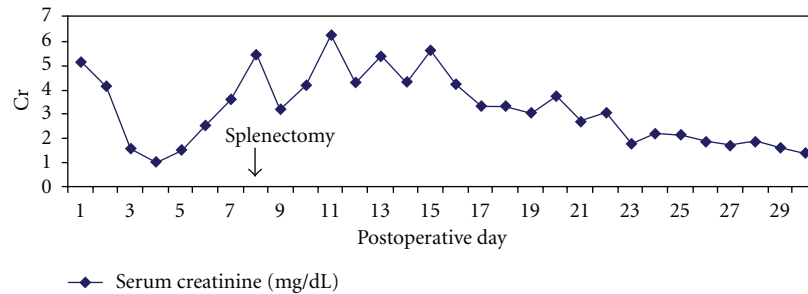 7
6
5
4
3
2
1
0
Cr
Splenectomy
1 3 5 7 9 11 13 15 17 19 21 23 25 27 29
Postoperative day
Serum creatinine (mg/dL)